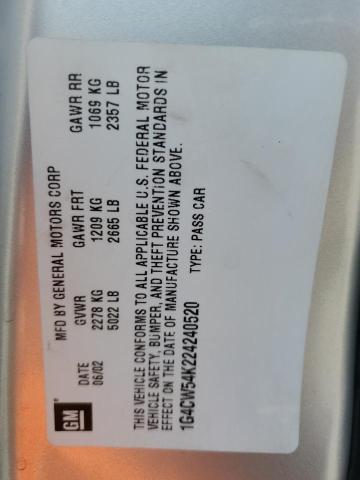 GM®
MFD BY GENERAL MOTORS CORP
DATE GVWR GAWR FRT GAWR RR
06/02 2278 KG 1209 KG 1069 KG
5022 LB 2665 LB 2357 LB
THIS VEHICLE CONFORMS TO ALL APPLICABLE U.S. FEDERAL MOTOR
VEHICLE SAFETY, BUMPER, AND THEFT PREVENTION STANDARDS IN
EFFECT ON THE DATE OF MANUFACTURE SHOWN ABOVE.
1G4CW54K224240520 TYPE: PASS CAR